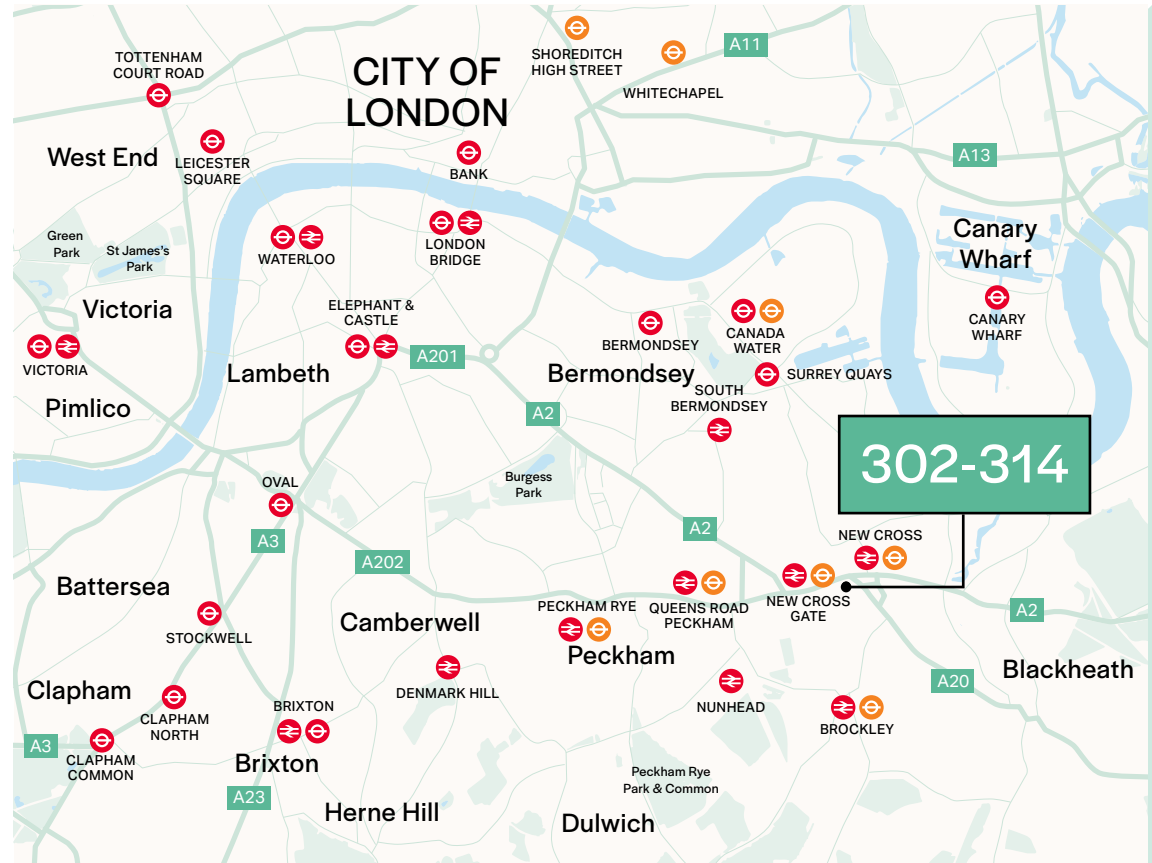 TOTTENHAM
COURT ROAD
CITY OF
LONDON
SHOREDITCH
HIGH STREET
A11
WHITECHAPEL
West End
LEICESTER
SQUARE
BANK
A13
Green
Park
St James's
Park
WATERLOO
LONDON
BRIDGE
Canary
Wharf
CANARY
WHARF
Victoria
ELEPHANT &
CASTLE
VICTORIA
Lambeth
A201
BERMONDSEY
CANADA
WATER
Bermondsey
SURREY QUAYS
SOUTH
BERMONDSEY
Pimlico
A2
302-314
Burgess
Park
OVAL
A3
A202
A2
NEW CROSS
Battersea
STOCKWELL
Camberwell
PECKHAM RYE
QUEENS ROAD
PECKHAM
NEW CROSS
GATE
A2
Peckham
Blackheath
Clapham
CLAPHAM
NORTH
DENMARK HILL
NUNHEAD
A20
BROCKLEY
BRIXTON
A3
CLAPHAM
COMMON
Brixton
A23
Herne Hill
Peckham Rye
Park & Common
Dulwich